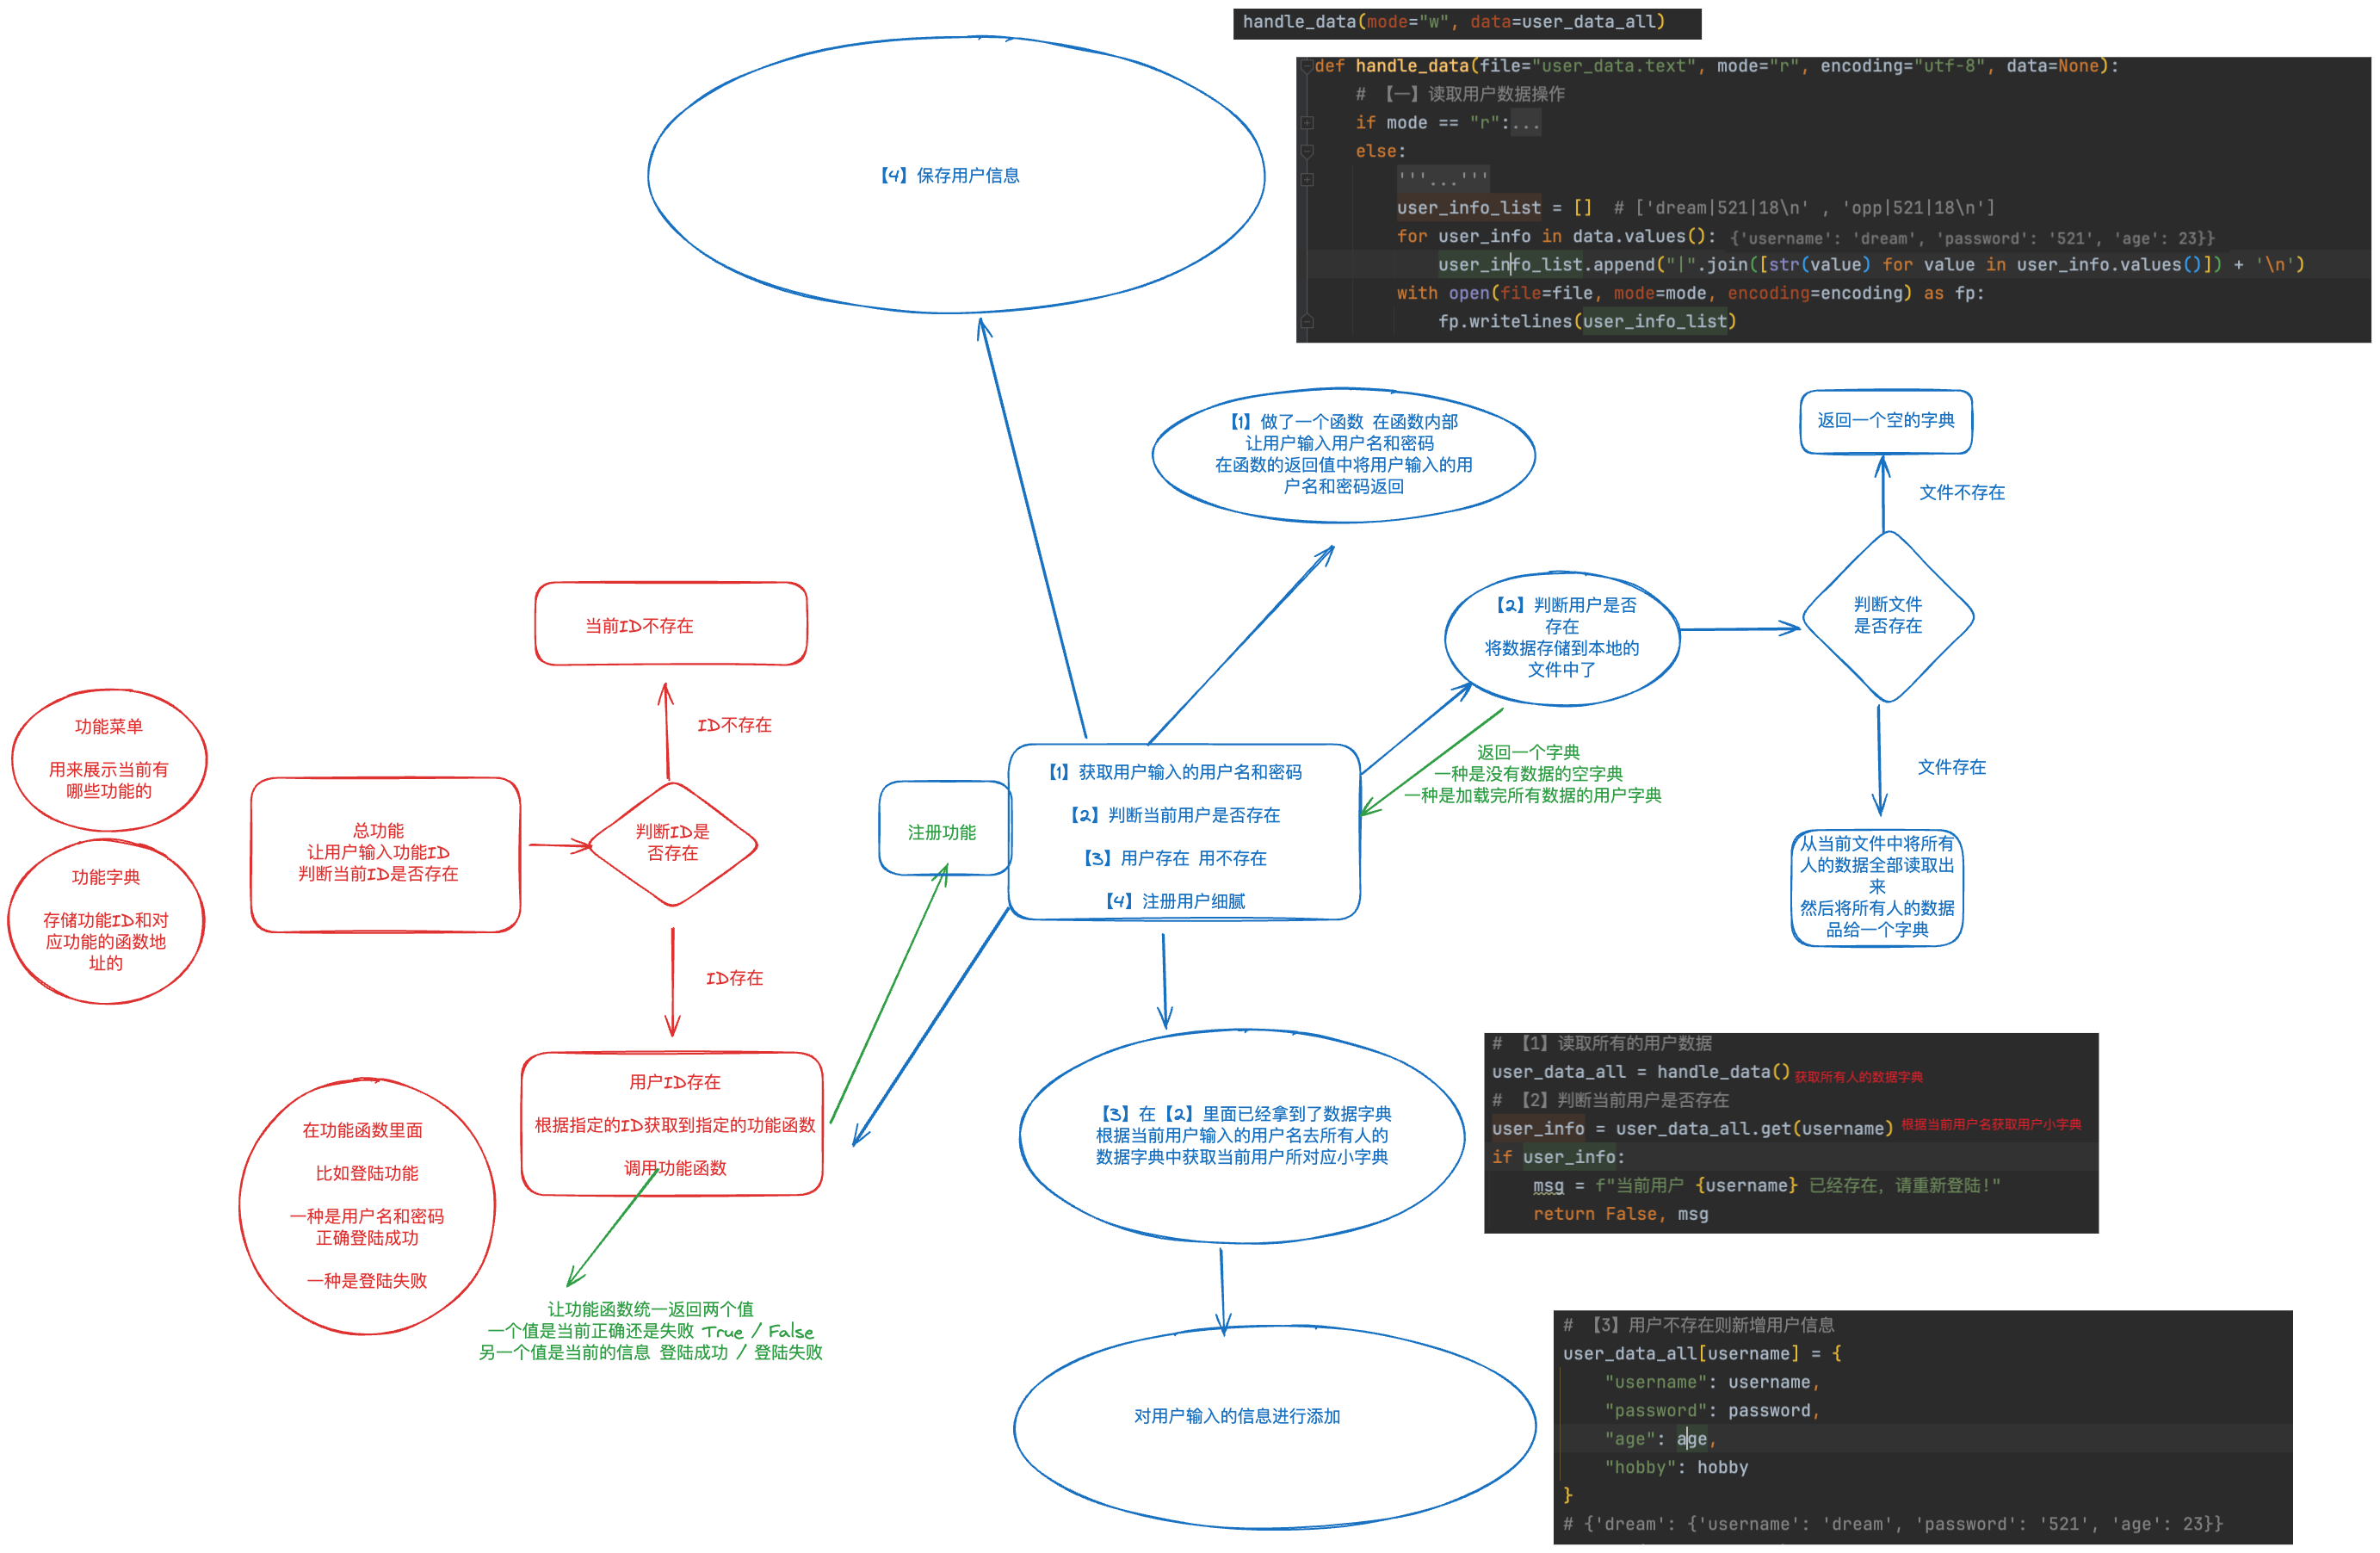 handle_data(mode="w", data=user_data_all)
def handle_data(file="user_data.text", mode="r", encoding="utf-8", data=None):
# 【一】读取用户数据操作
if mode == "r":...
else:
'''...'''
user_info_list = [] # ['dream|521|18\n' , 'opp|521|18\n']
for user_info in data.values(): {'username': 'dream', 'password': '521', 'age': 23}}
user_info_list.append("|".join([str(value) for value in user_info.values()]) + '\n')
with open(file=file, mode=mode, encoding=encoding) as fp:
fp.writelines(user_info_list)
【4】保存用户信息
【1】做了一个函数 在函数内部
让用户输入用户名和密码
在函数的返回值中将用户输入的用
户名和密码返回
返回一个空的字典
文件不存在
判断文件
是否存在
【2】判断用户是否
存在
将数据存储到本地的
文件中了
返回一个字典
一种是没有数据的空字典
一种是加载完所有数据的用户字典
文件存在
从当前文件中将所有
人的数据全部读取出
来
然后将所有人的数据
品给一个字典
当前ID不存在
ID不存在
功能菜单
用来展示当前有
哪些功能的
功能字典
存储功能ID和对
应功能的函数地
址的
总功能
让用户输入功能ID
判断当前ID是否存在
判断ID是
否存在
注册功能
【1】获取用户输入的用户名和密码
【2】判断当前用户是否存在
【3】用户存在 用不存在
【4】注册用户细腻
ID存在
用户ID存在
根据指定的ID获取到指定的功能函数
调用功能函数
在功能函数里面
比如登陆功能
一种是用户名和密码
正确登陆成功
一种是登陆失败
让功能函数统一返回两个值
一个值是当前正确还是失败 True / False
另一个值是当前的信息 登陆成功 / 登陆失败
【3】在【2】里面已经拿到了数据字典
根据当前用户输入的用户名去所有人的
数据字典中获取当前用户所对应小字典
# 【1】读取所有的用户数据
user_data_all = handle_data() 获取所有人的数据字典
# 【2】判断当前用户是否存在
user_info = user_data_all.get(username) 根据当前用户名获取用户小字典
if user_info:
msg = f"当前用户 {username} 已经存在，请重新登陆!"
return False, msg
对用户输入的信息进行添加
# 【3】用户不存在则新增用户信息
user_data_all[username] = {
"username": username,
"password": password,
"age": age,
"hobby": hobby
}
# {'dream': {'username': 'dream', 'password': '521', 'age': 23}}